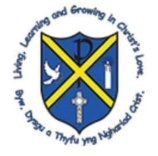 Living, Learning and Growing in Christ's Love.
Byw, Dysgu a Thyfu yng Nghariad Crist.